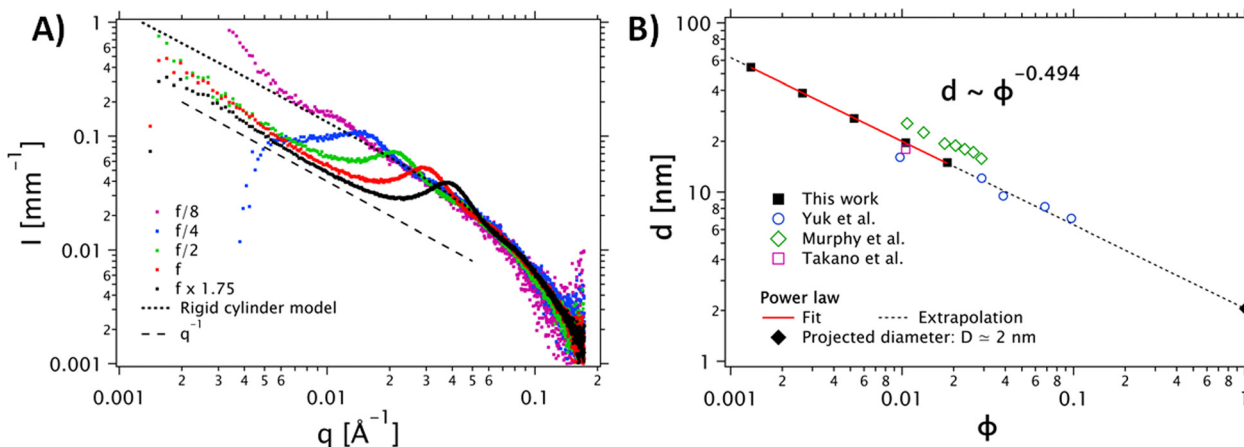 A)
1
6
4
2
0.1
6
4
2
0.01
6
4
2
0.001
I [mm⁻¹]
f/8
f/4
f/2
f
f x 1.75
Rigid cylinder model
q⁻¹
0.001 2 3 4 5 6 0.01 2 3 4 5 6 0.1 2
q [Å⁻¹]
B)
100
8
6
4
2
10
8
6
4
2
1
d [nm]
d ~ ϕ⁻⁰·⁴⁹⁴
This work
Yuk et al.
Murphy et al.
Takano et al.
Power law
Fit Extrapolation
Projected diameter: D ≃ 2 nm
0.001 2 4 6 8 0.01 2 4 6 8 0.1 2 4 6 8 1
ϕ